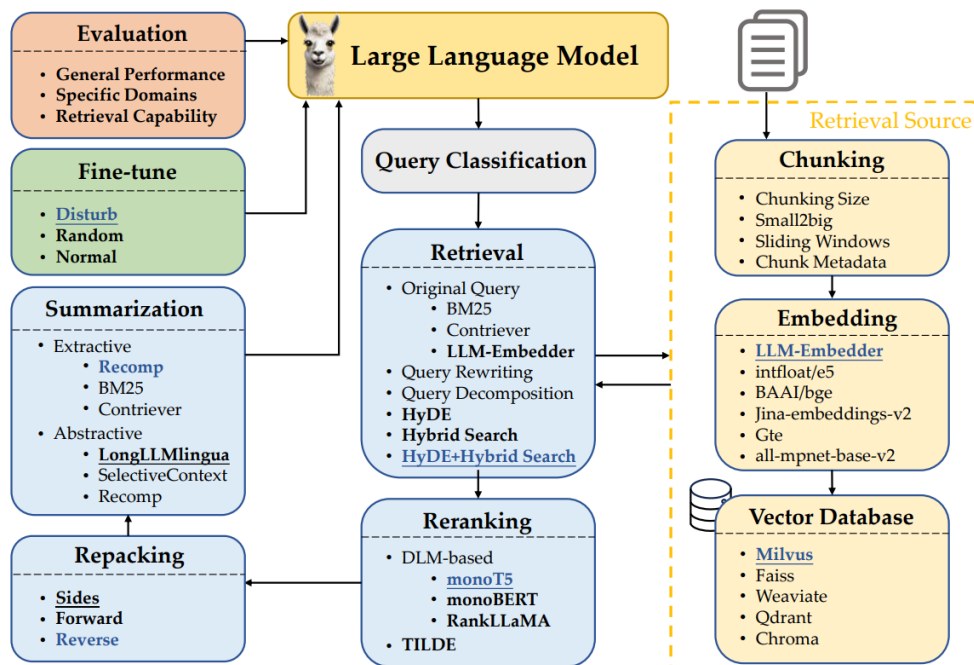 Evaluation
• General Performance
• Specific Domains
• Retrieval Capability
Large Language Model
Query Classification
Fine-tune
• Disturb
• Random
• Normal
Summarization
• Extractive
• Recomp
• BM25
• Contriever
• Abstractive
• LongLLMlingua
• SelectiveContext
• Recomp
Repacking
• Sides
• Forward
• Reverse
Retrieval
• Original Query
• BM25
• Contriever
• LLM-Embedder
• Query Rewriting
• Query Decomposition
• HyDE
• Hybrid Search
• HyDE+Hybrid Search
Reranking
• DLM-based
• monoT5
• monoBERT
• RankLLaMA
• TILDE
Retrieval Source
Chunking
• Chunking Size
• Small2big
• Sliding Windows
• Chunk Metadata
Embedding
• LLM-Embedder
• intfloat/e5
• BAAI/bge
• Jina-embeddings-v2
• Gte
• all-mpnet-base-v2
Vector Database
• Milvus
• Faiss
• Weaviate
• Qdrant
• Chroma